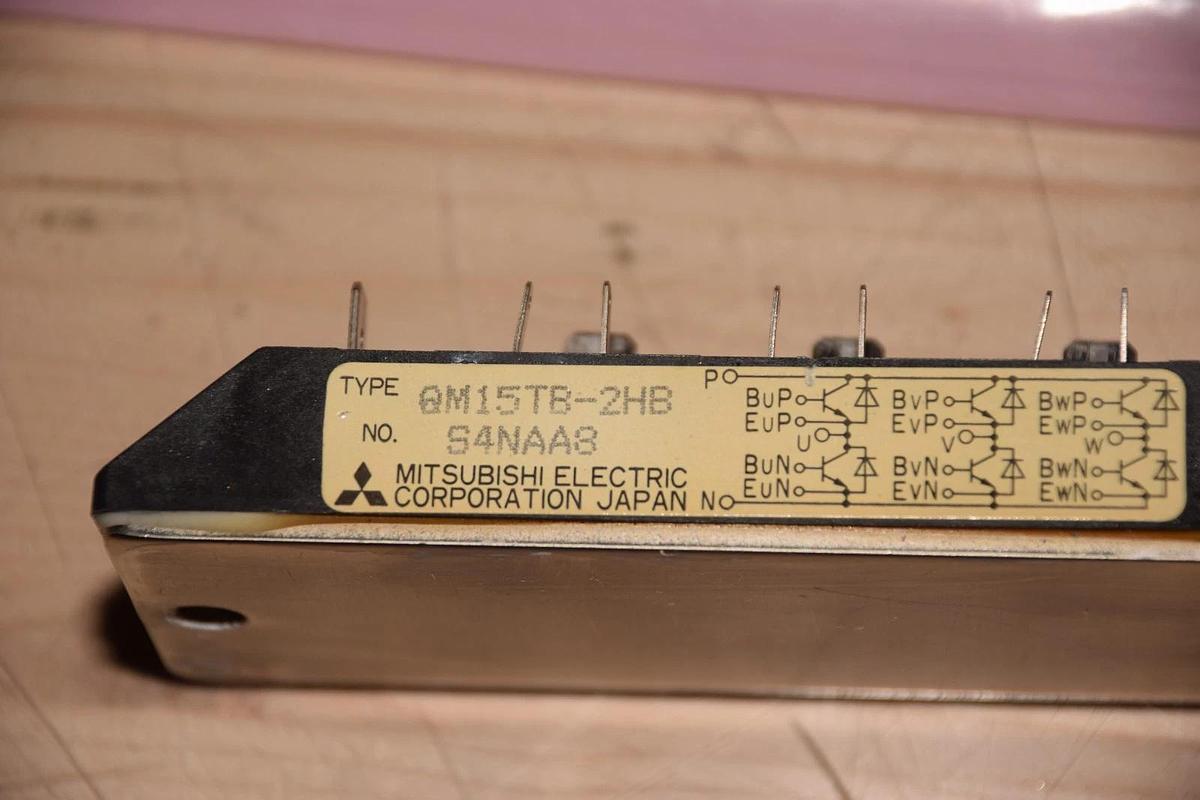 TYPE QM15TB-2HB
NO. S4NAA8
MITSUBISHI ELECTRIC
CORPORATION JAPAN
P
BUP BVP BWP
EUP EVP EWP
U V W
BUN BVN BWN
EUN EVN EWN
N